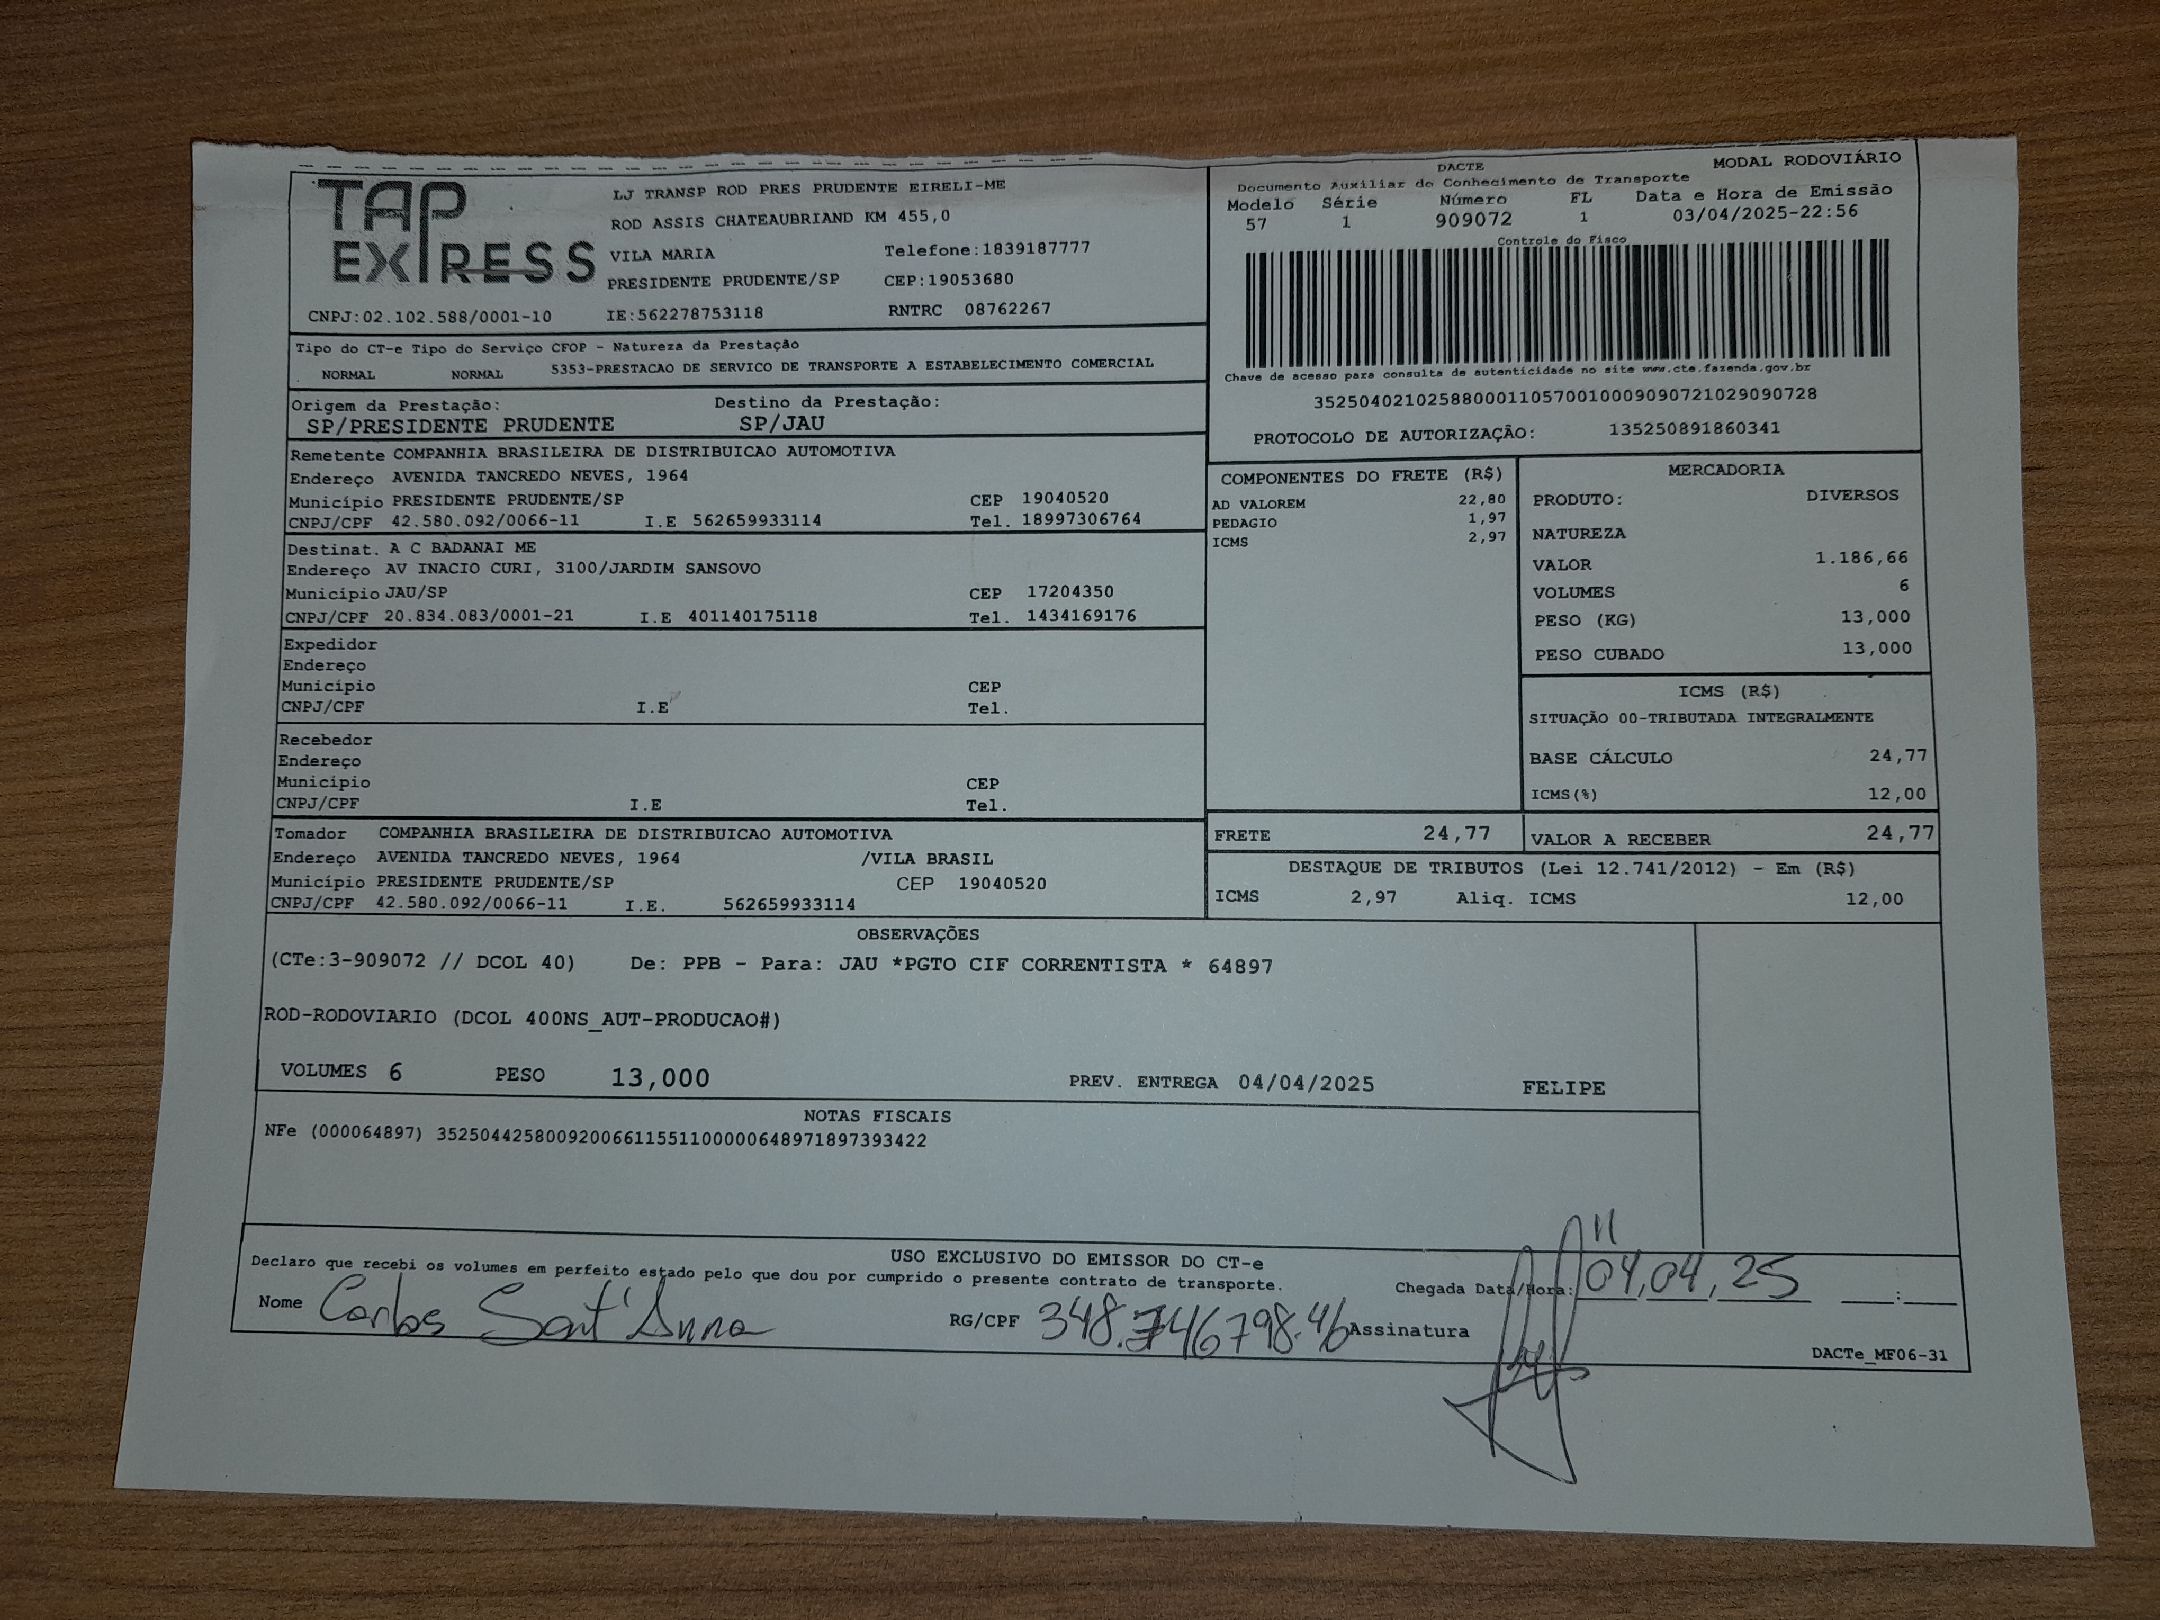 TAP EXPRESS
LJ TRANSP ROD PRES PRUDENTE EIRELI-ME
ROD ASSIS CHATEAUBRIAND KM 455,0
VILA MARIA Telefone:1839187777
PRESIDENTE PRUDENTE/SP CEP:19053680
CNPJ:02.102.588/0001-10 IE:562278753118 RNTRC 08762267
DACTE MODAL RODOVIÁRIO
Documento Auxiliar do Conhecimento de Transporte
Modelo Série Número FL Data e Hora de Emissão
57 1 909072 1 03/04/2025-22:56
Controle do Fisco
Chave de acesso para consulta de autenticidade no site www.cte.fazenda.gov.br
35250402102588000110570010009090721029090728
PROTOCOLO DE AUTORIZAÇÃO: 135250891860341
Tipo do CT-e Tipo do Serviço CFOP - Natureza da Prestação
NORMAL NORMAL 5353-PRESTACAO DE SERVICO DE TRANSPORTE A ESTABELECIMENTO COMERCIAL
Origem da Prestação: Destino da Prestação:
SP/PRESIDENTE PRUDENTE SP/JAU
Remetente COMPANHIA BRASILEIRA DE DISTRIBUICAO AUTOMOTIVA
Endereço AVENIDA TANCREDO NEVES, 1964
Município PRESIDENTE PRUDENTE/SP CEP 19040520
CNPJ/CPF 42.580.092/0066-11 I.E 562659933114 Tel. 18997306764
Destinat. A C BADANAI ME
Endereço AV INACIO CURI, 3100/JARDIM SANSOVO
Município JAU/SP CEP 17204350
CNPJ/CPF 20.834.083/0001-21 I.E 401140175118 Tel. 1434169176
Expedidor
Endereço
Município CEP
CNPJ/CPF I.E Tel.
Recebedor
Endereço
Município CEP
CNPJ/CPF I.E Tel.
Tomador COMPANHIA BRASILEIRA DE DISTRIBUICAO AUTOMOTIVA
Endereço AVENIDA TANCREDO NEVES, 1964 /VILA BRASIL
Município PRESIDENTE PRUDENTE/SP CEP 19040520
CNPJ/CPF 42.580.092/0066-11 I.E. 562659933114
COMPONENTES DO FRETE (R$)
AD VALOREM 22,80
PEDAGIO 1,97
ICMS 2,97
MERCADORIA
PRODUTO: DIVERSOS
NATUREZA
VALOR 1.186,66
VOLUMES 6
PESO (KG) 13,000
PESO CUBADO 13,000
ICMS (R$)
SITUAÇÃO 00-TRIBUTADA INTEGRALMENTE
BASE CÁLCULO 24,77
ICMS(%) 12,00
FRETE 24,77 VALOR A RECEBER 24,77
DESTAQUE DE TRIBUTOS (Lei 12.741/2012) - Em (R$)
ICMS 2,97 Aliq. ICMS 12,00
OBSERVAÇÕES
(CTe:3-909072 // DCOL 40) De: PPB - Para: JAU *PGTO CIF CORRENTISTA * 64897
ROD-RODOVIARIO (DCOL 400NS_AUT-PRODUCAO#)
VOLUMES 6 PESO 13,000 PREV. ENTREGA 04/04/2025 FELIPE
NOTAS FISCAIS
NFe (000064897) 35250442580092006611551100000648971897393422
USO EXCLUSIVO DO EMISSOR DO CT-e
Declaro que recebi os volumes em perfeito estado pelo que dou por cumprido o presente contrato de transporte.
Chegada Data/Hora: 04,04,25 :
Nome Carlos Sant'Anna RG/CPF 348.746798.46 Assinatura
DACTe_MF06-31